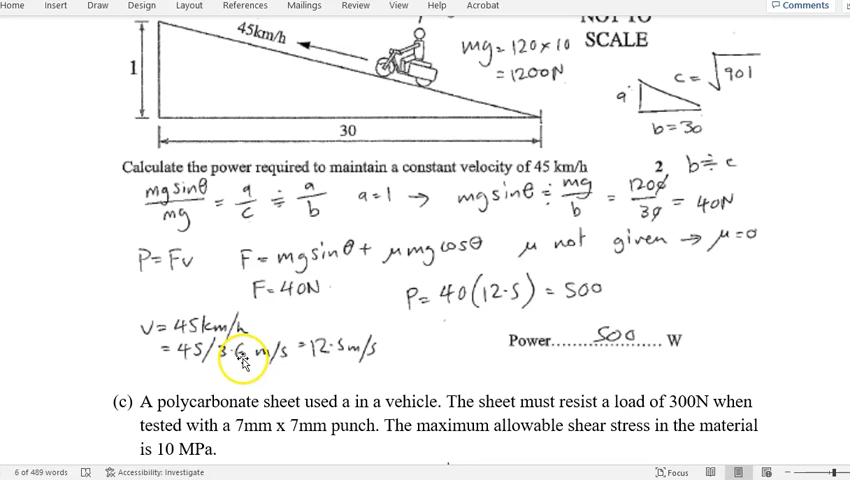 Home Insert Draw Design Layout References Mailings Review View Help Acrobat
Comments
NOT TO
SCALE
45km/h
mg = 120 × 10
= 1200N
1
30
a
c = √901
b = 30
Calculate the power required to maintain a constant velocity of 45 km/h
b ≑ c
mg sinθ / mg = a/c ≑ a/b a=1 → mg sinθ ≑ mg/b = 1200/30 = 40N
P = Fv F = mg sinθ + μmg cosθ μ not given → μ=0
F = 40N
P = 40(12.5) = 500
V = 45km/h
= 45/3.6 m/s = 12.5m/s
Power......500......W
(c) A polycarbonate sheet used a in a vehicle. The sheet must resist a load of 300N when
tested with a 7mm x 7mm punch. The maximum allowable shear stress in the material
is 10 MPa.
6 of 489 words Accessibility: Investigate Focus